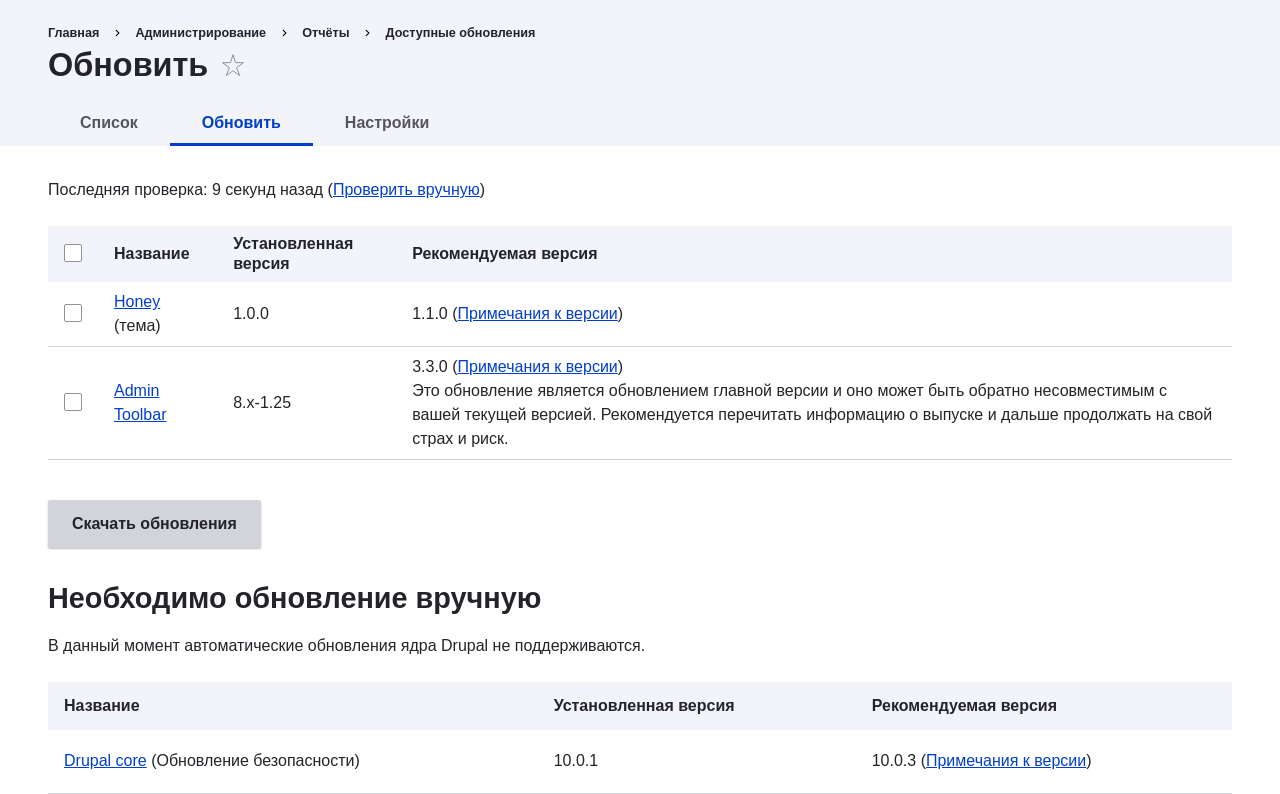 Главная › Администрирование › Отчёты › Доступные обновления
Обновить
Список Обновить Настройки
Последняя проверка: 9 секунд назад (Проверить вручную)
Название Установленная версия Рекомендуемая версия
Honey (тема) 1.0.0 1.1.0 (Примечания к версии)
Admin Toolbar 8.x-1.25 3.3.0 (Примечания к версии)
Это обновление является обновлением главной версии и оно может быть обратно несовместимым с
вашей текущей версией. Рекомендуется перечитать информацию о выпуске и дальше продолжать на свой
страх и риск.
Скачать обновления
Необходимо обновление вручную
В данный момент автоматические обновления ядра Drupal не поддерживаются.
Название Установленная версия Рекомендуемая версия
Drupal core (Обновление безопасности) 10.0.1 10.0.3 (Примечания к версии)